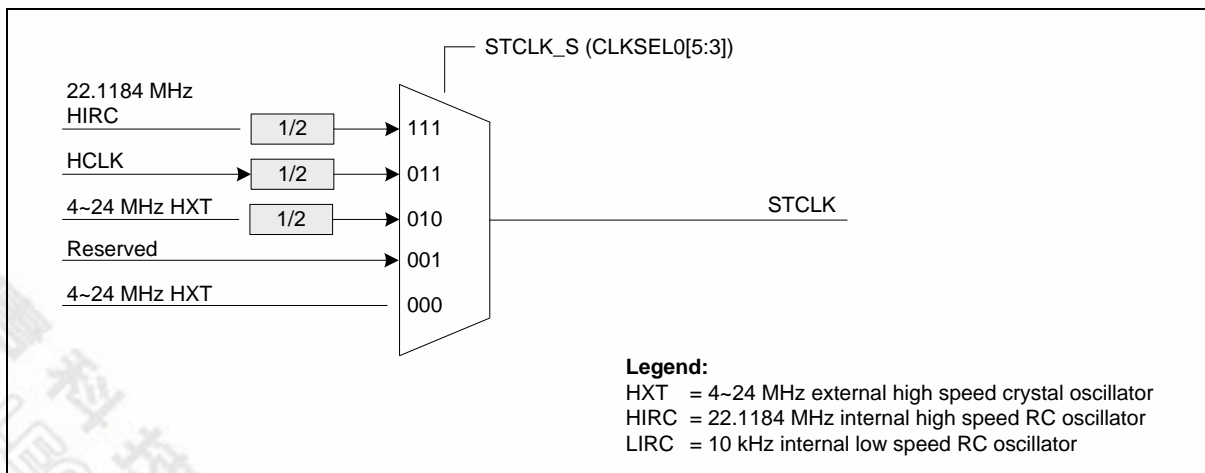 STCLK_S (CLKSEL0[5:3])
22.1184 MHz
HIRC
1/2
111
HCLK
1/2
011
4~24 MHz HXT
1/2
010
STCLK
Reserved
001
4~24 MHz HXT
000
Legend:
HXT = 4~24 MHz external high speed crystal oscillator
HIRC = 22.1184 MHz internal high speed RC oscillator
LIRC = 10 kHz internal low speed RC oscillator